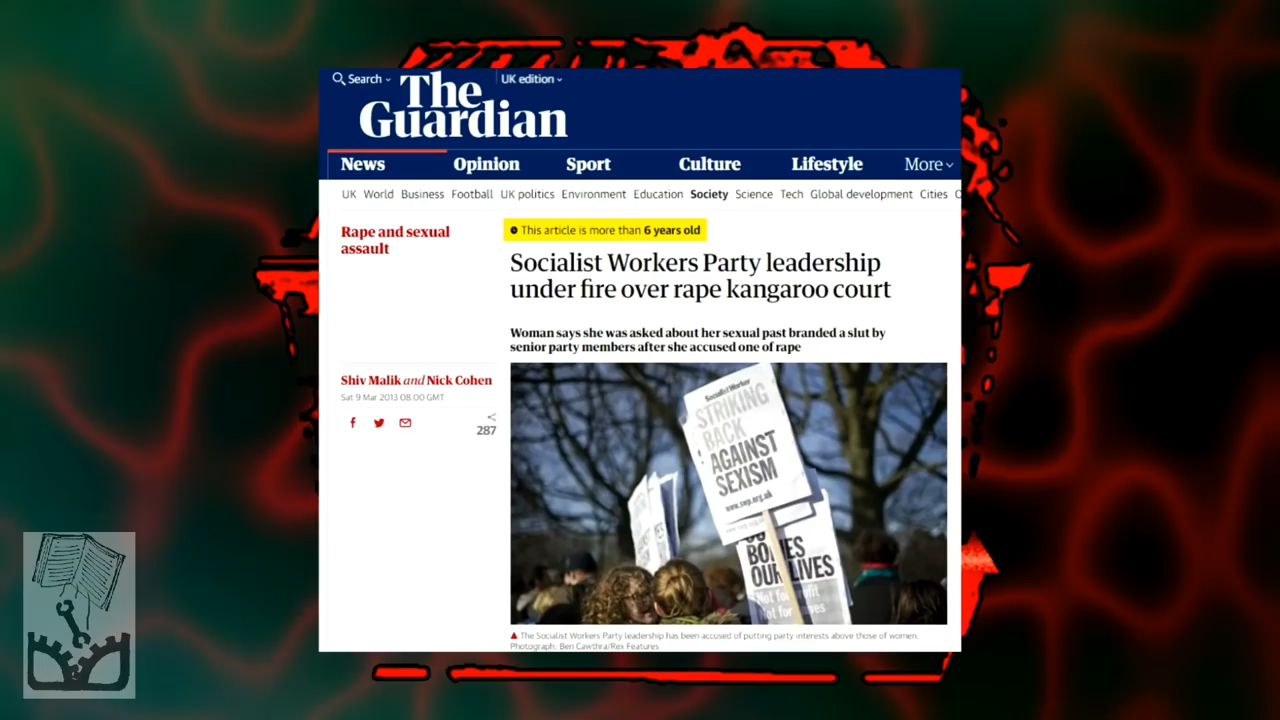 Search
UK edition
The
Guardian
News Opinion Sport Culture Lifestyle More
UK World Business Football UK politics Environment Education Society Science Tech Global development Cities
Rape and sexual
assault
This article is more than 6 years old
Socialist Workers Party leadership
under fire over rape kangaroo court
Woman says she was asked about her sexual past branded a slut by
senior party members after she accused one of rape
Shiv Malik and Nick Cohen
Sat 9 Mar 2013 08.00 GMT
287
Socialist Worker
STRIKING
BACK
AGAINST
SEXISM
www.swp.org.uk
BODIES
OUR LIVES
Not for profit
Not for
The Socialist Workers Party leadership has been accused of putting party interests above those of women.
Photograph: Ben Cawthra/Rex Features